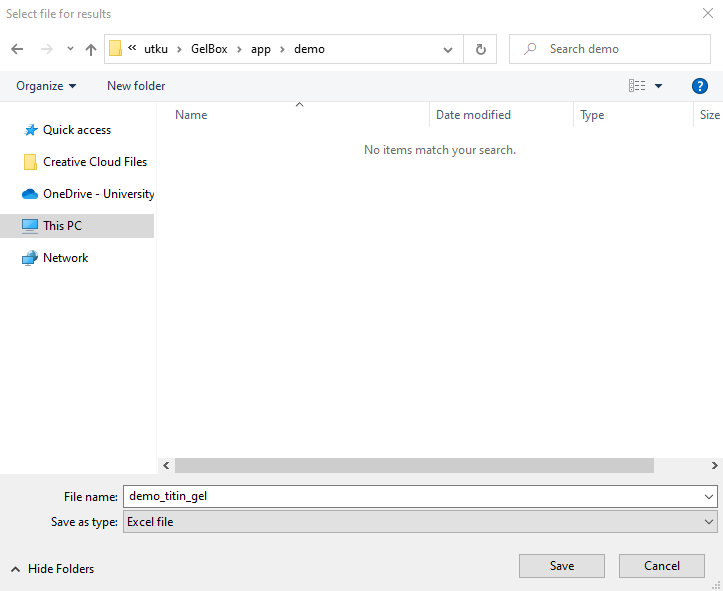 Select file for results
« utku > GelBox > app > demo
Search demo
Organize
New folder
?
Name
Date modified
Type
Size
No items match your search.
Quick access
Creative Cloud Files
OneDrive - University
This PC
Network
File name: demo_titin_gel
Save as type: Excel file
Hide Folders
Save
Cancel